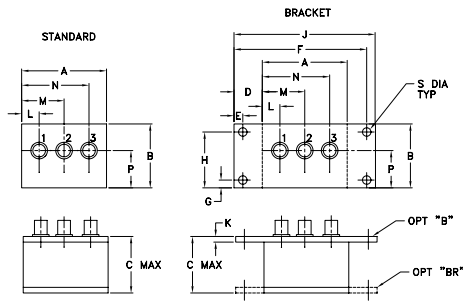 BRACKET
STANDARD
J
F
A
A
N
N
S DIA
TYP
D
M
M
L
L
E
1 2 3
1 2 3
B
H
B
P
P
G
K
OPT "B"
C MAX
C MAX
OPT "BR"